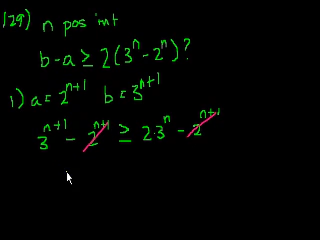 129) n pos int
b-a ≥ 2(3^n - 2^n)?
1) a = 2^{n+1} b = 3^{n+1}
3^{n+1} - 2^{n+1} ≥ 2·3^n - 2^{n+1}